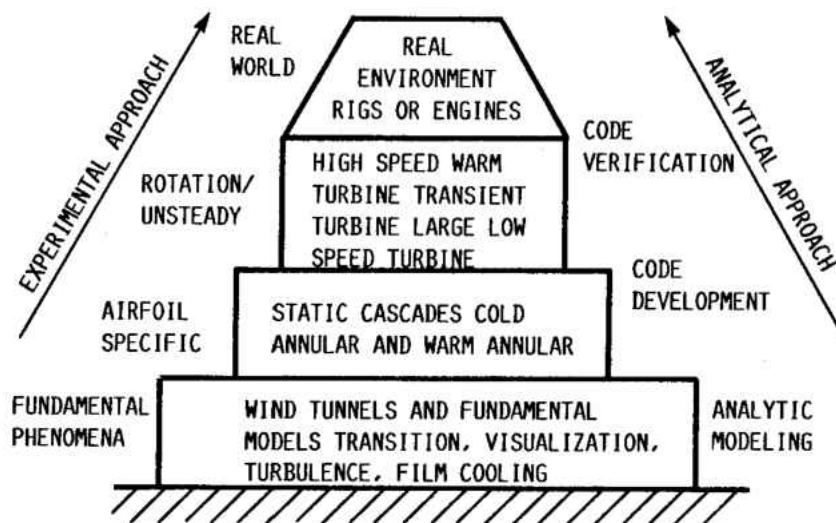 EXPERIMENTAL APPROACH
ANALYTICAL APPROACH
REAL
WORLD
REAL
ENVIRONMENT
RIGS OR ENGINES
CODE
VERIFICATION
ROTATION/
UNSTEADY
HIGH SPEED WARM
TURBINE TRANSIENT
TURBINE LARGE LOW
SPEED TURBINE
CODE
DEVELOPMENT
AIRFOIL
SPECIFIC
STATIC CASCADES COLD
ANNULAR AND WARM ANNULAR
FUNDAMENTAL
PHENOMENA
WIND TUNNELS AND FUNDAMENTAL
MODELS TRANSITION, VISUALIZATION,
TURBULENCE, FILM COOLING
ANALYTIC
MODELING